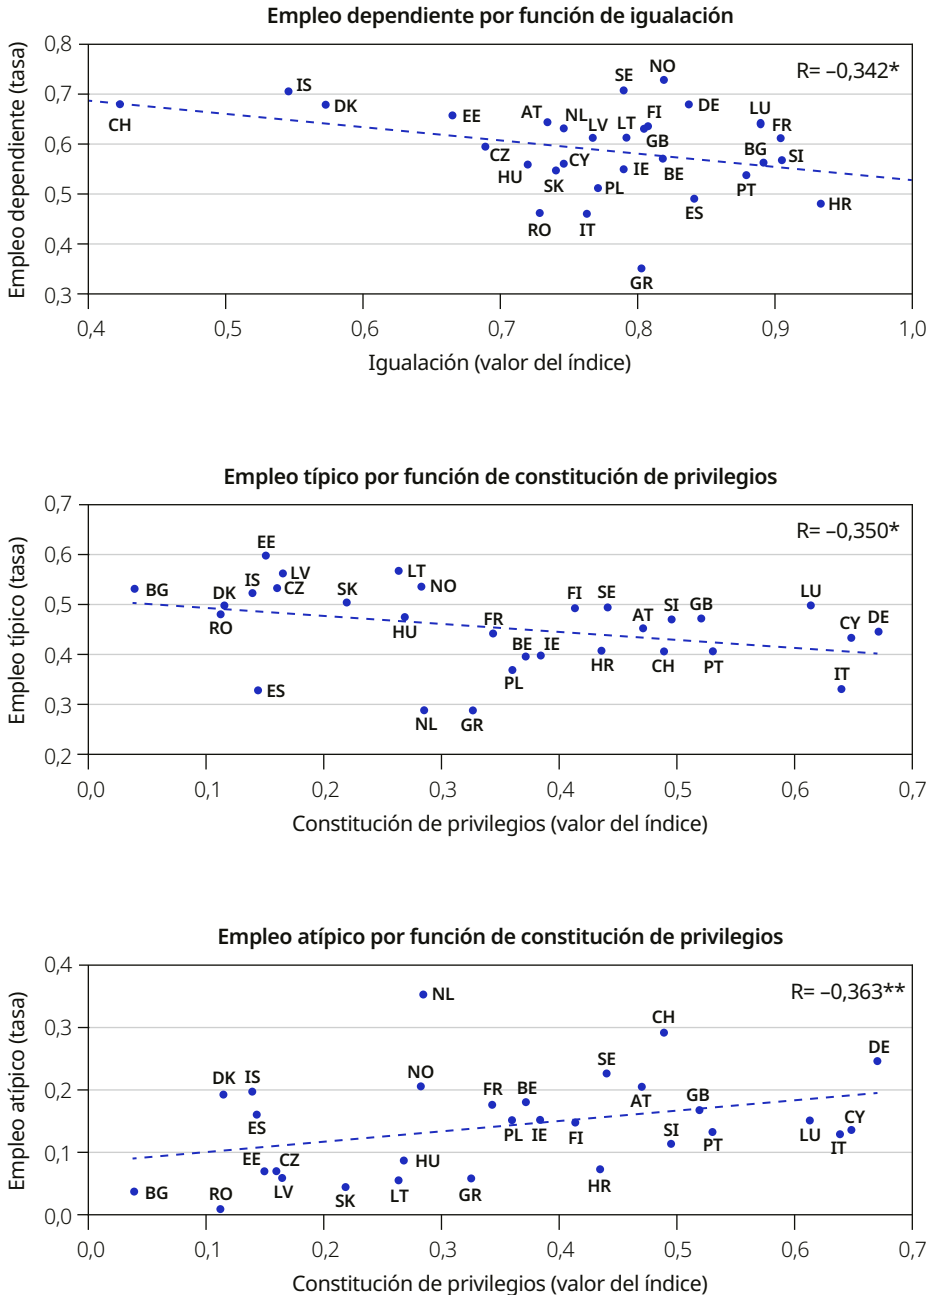 Empleo dependiente por función de igualación
Empleo dependiente (tasa)
0,8
0,7
0,6
0,5
0,4
0,3
R= –0,342*
CH
IS
DK
EE
CZ
HU
AT
NL
SK
CY
RO
IT
LV
PL
SE
LT
IE
FI
GB
GR
NO
BE
DE
ES
LU
FR
BG
SI
PT
HR
0,4
0,5
0,6
0,7
0,8
0,9
1,0
Igualación (valor del índice)
Empleo típico por función de constitución de privilegios
Empleo típico (tasa)
0,7
0,6
0,5
0,4
0,3
0,2
R= –0,350*
BG
DK
RO
IS
EE
LV
CZ
ES
SK
LT
NO
HU
NL
GR
FR
BE
IE
PL
FI
SE
HR
AT
SI
GB
CH
PT
LU
CY
DE
IT
0,0
0,1
0,2
0,3
0,4
0,5
0,6
0,7
Constitución de privilegios (valor del índice)
Empleo atípico por función de constitución de privilegios
Empleo atípico (tasa)
0,4
0,3
0,2
0,1
0,0
R= –0,363**
BG
DK
IS
ES
EE
CZ
LV
RO
SK
NL
NO
HU
LT
GR
FR
BE
PL
IE
FI
SE
HR
CH
AT
GB
SI
PT
LU
IT
CY
DE
0,0
0,1
0,2
0,3
0,4
0,5
0,6
0,7
Constitución de privilegios (valor del índice)